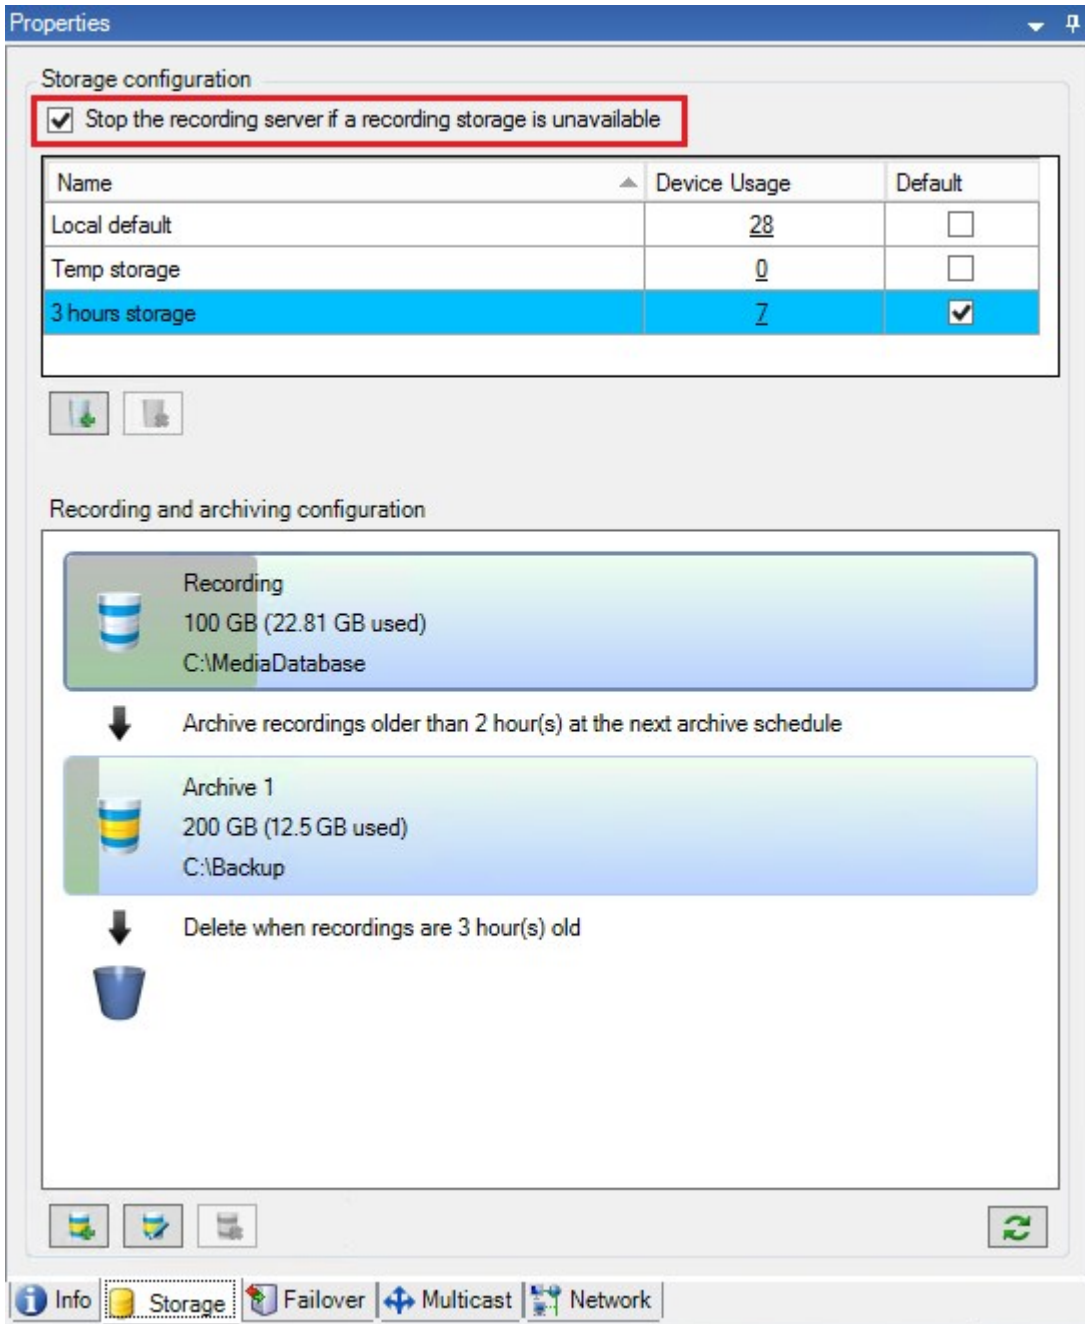 Properties
Storage configuration
Stop the recording server if a recording storage is unavailable
Name Device Usage Default
Local default 28
Temp storage 0
3 hours storage 7
Recording and archiving configuration
Recording
100 GB (22.81 GB used)
C:\MediaDatabase
Archive recordings older than 2 hour(s) at the next archive schedule
Archive 1
200 GB (12.5 GB used)
C:\Backup
Delete when recordings are 3 hour(s) old
Info Storage Failover Multicast Network